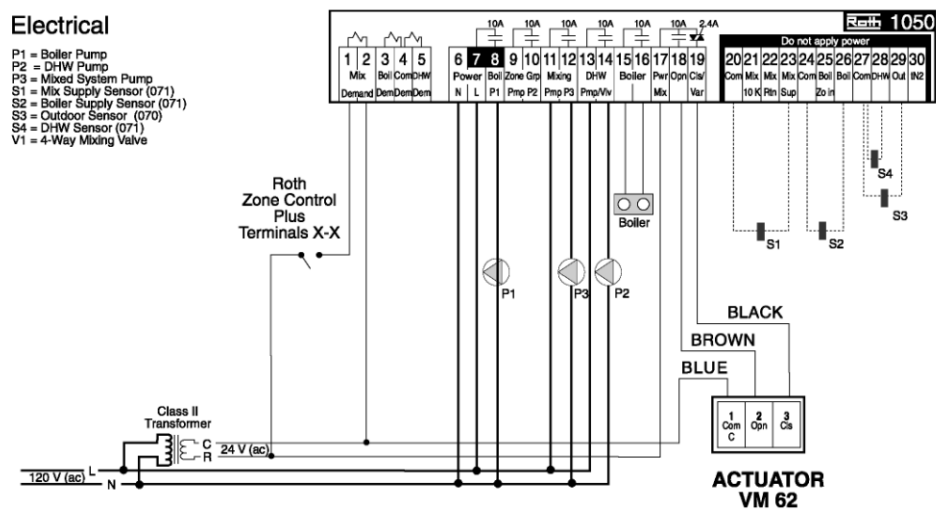 Electrical
P1 = Boiler Pump
P2 = DHW Pump
P3 = Mixed System Pump
S1 = Mix Supply Sensor (071)
S2 = Boiler Supply Sensor (071)
S3 = Outdoor Sensor (070)
S4 = DHW Sensor (071)
V1 = 4-Way Mixing Valve
10A 10A 10A 10A 10A 10A 2.4A
Roth 1050
Do not apply power
1 2 3 4 5 6 7 8 9 10 11 12 13 14 15 16 17 18 19 20 21 22 23 24 25 26 27 28 29 30
Mix Boil Com DHW Power Boil Zone Grp Mixing DHW Boiler Pwr Opn Cls/ Com Mix Mix Mix Com Boil Boil Com DHW Out IN2
Demand Dem Dem Dem N L P1 Pmp P2 Pmp P3 Pmp/Vlv Mix Var 10 K Rtn Sup Zo in
S4
S3
S1
S2
Boiler
Roth
Zone Control
Plus
Terminals X-X
P1
P3
P2
BLACK
BROWN
BLUE
1 2 3
Com Opn Cls
C
ACTUATOR
VM 62
Class II
Transformer
C
R
24 V (ac)
L
120 V (ac)
N